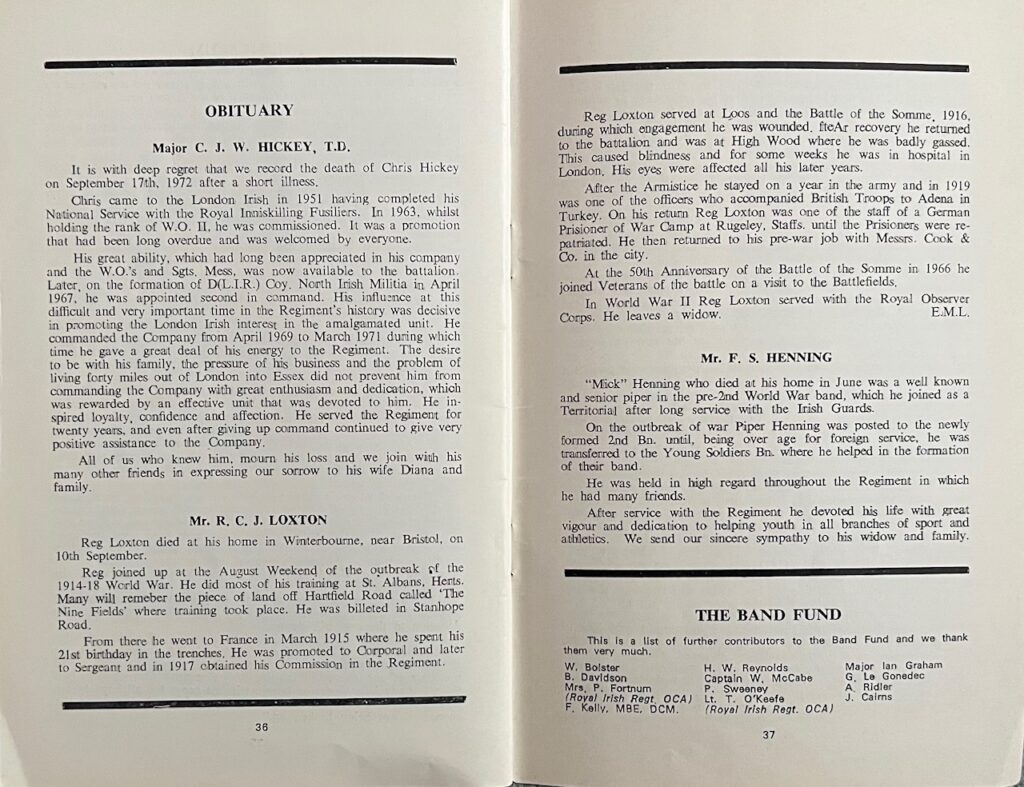 OBITUARY
Major C. J. W. HICKEY, T.D.
It is with deep regret that we record the death of Chris Hickey
on September 17th, 1972 after a short illness.
Chris came to the London Irish in 1951 having completed his
National Service with the Royal Inniskilling Fusiliers. In 1963, whilst
holding the rank of W.O. II, he was commissioned. It was a promotion
that had been long overdue and was welcomed by everyone.
His great ability, which had long been appreciated in his company
and the W.O.'s and Sgts. Mess, was now available to the battalion.
Later, on the formation of D(L.I.R.) Coy. North Irish Militia in April
1967, he was appointed second in command. His influence at this
difficult and very important time in the Regiment's history was decisive
in promoting the London Irish interest in the amalgamated unit. He
commanded the Company from April 1969 to March 1971 during which
time he gave a great deal of his energy to the Regiment. The desire
to be with his family, the pressure of his business and the problem of
living forty miles out of London into Essex did not prevent him from
commanding the Company with great enthusiasm and dedication, which
was rewarded by an effective unit that was devoted to him. He in-
spired loyalty, confidence and affection. He served the Regiment for
twenty years, and even after giving up command continued to give very
positive assistance to the Company.
All of us who knew him, mourn his loss and we join with his
many other friends in expressing our sorrow to his wife Diana and
family.
Mr. R. C. J. LOXTON
Reg Loxton died at his home in Winterbourne, near Bristol, on
10th September.
Reg joined up at the August Weekend of the outbreak of the
1914-18 World War. He did most of his training at St. Albans, Herts.
Many will remeber the piece of land off Hartfield Road called 'The
Nine Fields' where training took place. He was billeted in Stanhope
Road.
From there he went to France in March 1915 where he spent his
21st birthday in the trenches. He was promoted to Corporal and later
to Sergeant and in 1917 obtained his Commission in the Regiment.
36
Reg Loxton served at Loos and the Battle of the Somme, 1916,
during which engagement he was wounded. fteAr recovery he returned
to the battalion and was at High Wood where he was badly gassed.
This caused blindness and for some weeks he was in hospital in
London. His eyes were affected all his later years.
After the Armistice he stayed on a year in the army and in 1919
was one of the officers who accompanied British Troops to Adena in
Turkey. On his return Reg Loxton was one of the staff of a German
Prisioner of War Camp at Rugeley, Staffs. until the Prisioners were re-
patriated. He then returned to his pre-war job with Messrs. Cook &
Co. in the city.
At the 50th Anniversary of the Battle of the Somme in 1966 he
joined Veterans of the battle on a visit to the Battlefields.
In World War II Reg Loxton served with the Royal Observer
Corps. He leaves a widow. E.M.L.
Mr. F. S. HENNING
"Mick" Henning who died at his home in June was a well known
and senior piper in the pre-2nd World War band, which he joined as a
Territorial after long service with the Irish Guards.
On the outbreak of war Piper Henning was posted to the newly
formed 2nd Bn. until, being over age for foreign service, he was
transferred to the Young Soldiers Bn. where he helped in the formation
of their band.
He was held in high regard throughout the Regiment in which
he had many friends.
After service with the Regiment he devoted his life with great
vigour and dedication to helping youth in all branches of sport and
athletics. We send our sincere sympathy to his widow and family.
THE BAND FUND
This is a list of further contributors to the Band Fund and we thank
them very much.
W. Bolster
B. Davidson
Mrs. P. Fortnum
(Royal Irish Regt. OCA)
F. Kelly, MBE, DCM.
H. W. Reynolds
Captain W. McCabe
P. Sweeney
Lt. T. O'Keefe
(Royal Irish Regt. OCA)
Major Ian Graham
G. Le Gonedec
A. Ridler
J. Cairns
37